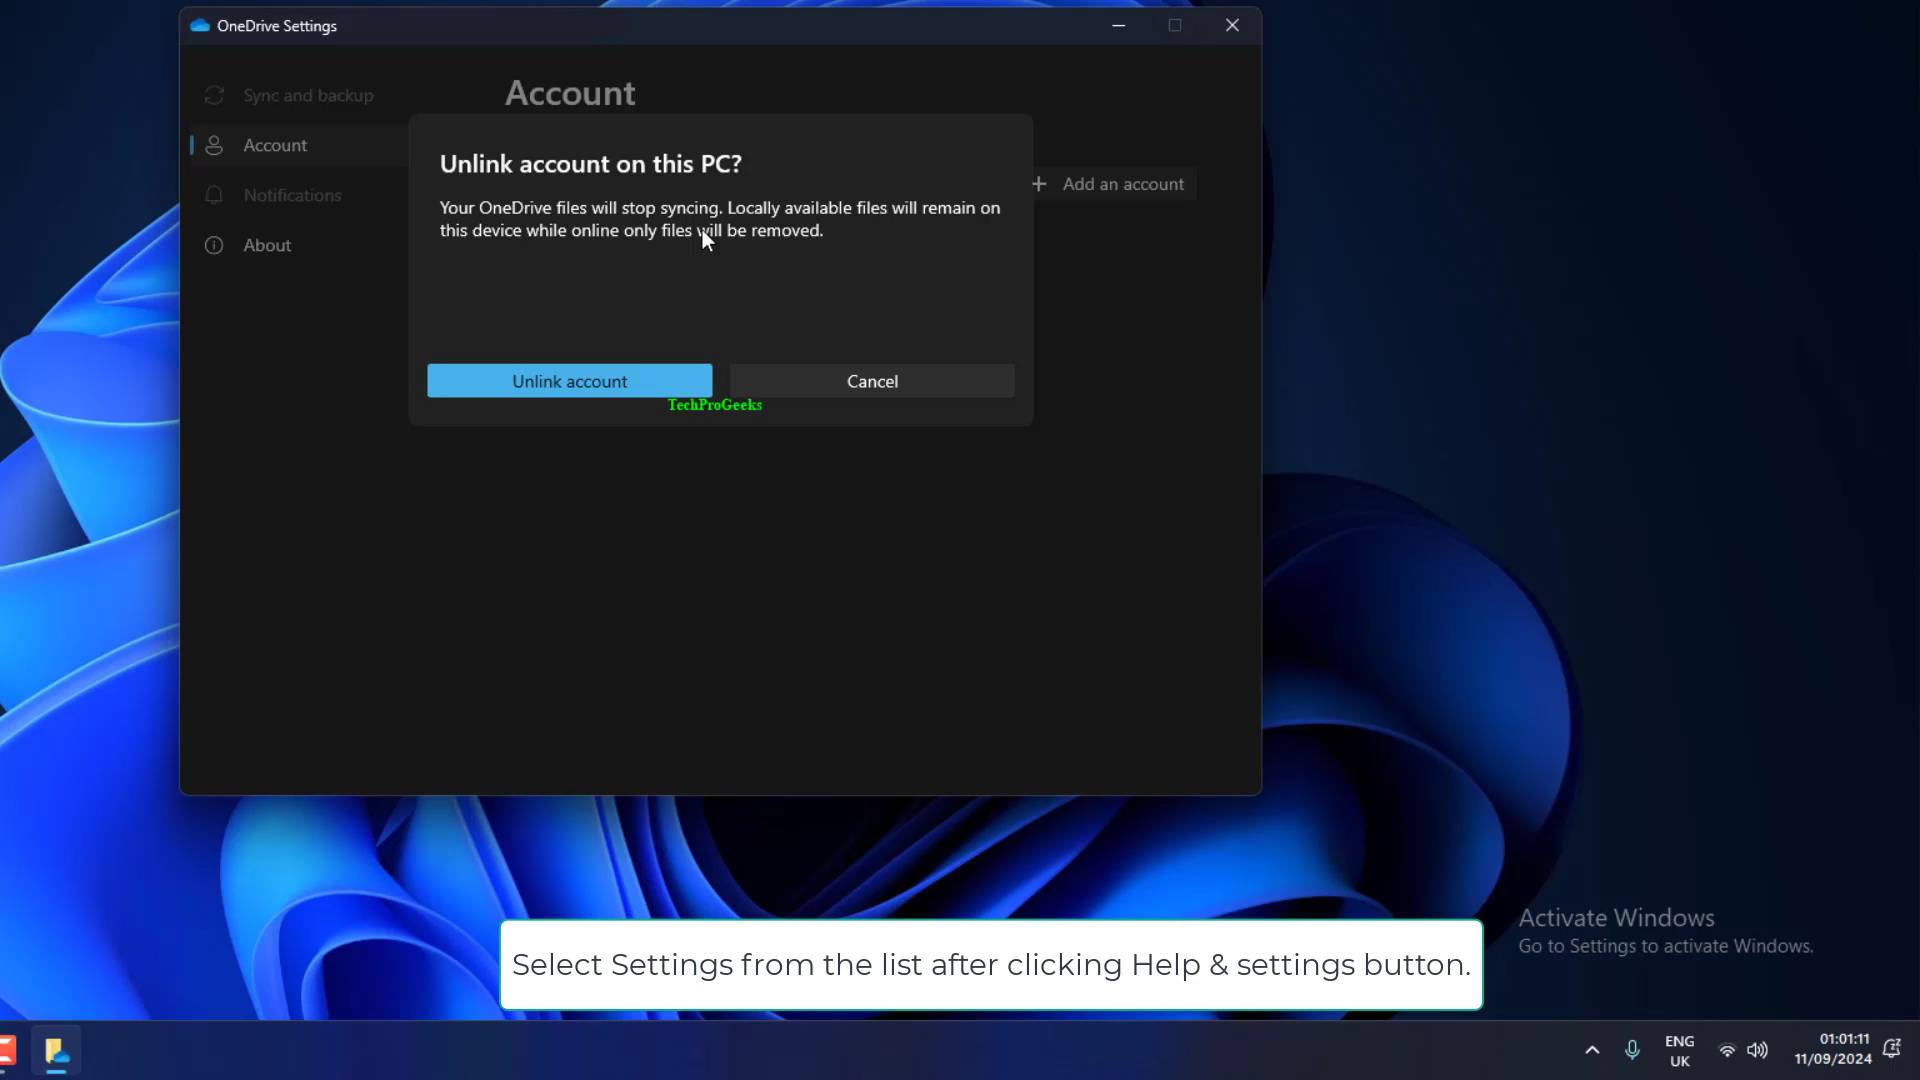 OneDrive Settings
Sync and backup
Account
Notifications
About
Account
Add an account
Unlink account on this PC?
Your OneDrive files will stop syncing. Locally available files will remain on
this device while online only files will be removed.
Unlink account
Cancel
TechProGeeks
Activate Windows
Go to Settings to activate Windows.
Select Settings from the list after clicking Help & settings button.
ENG
UK
01:01:11
11/09/2024